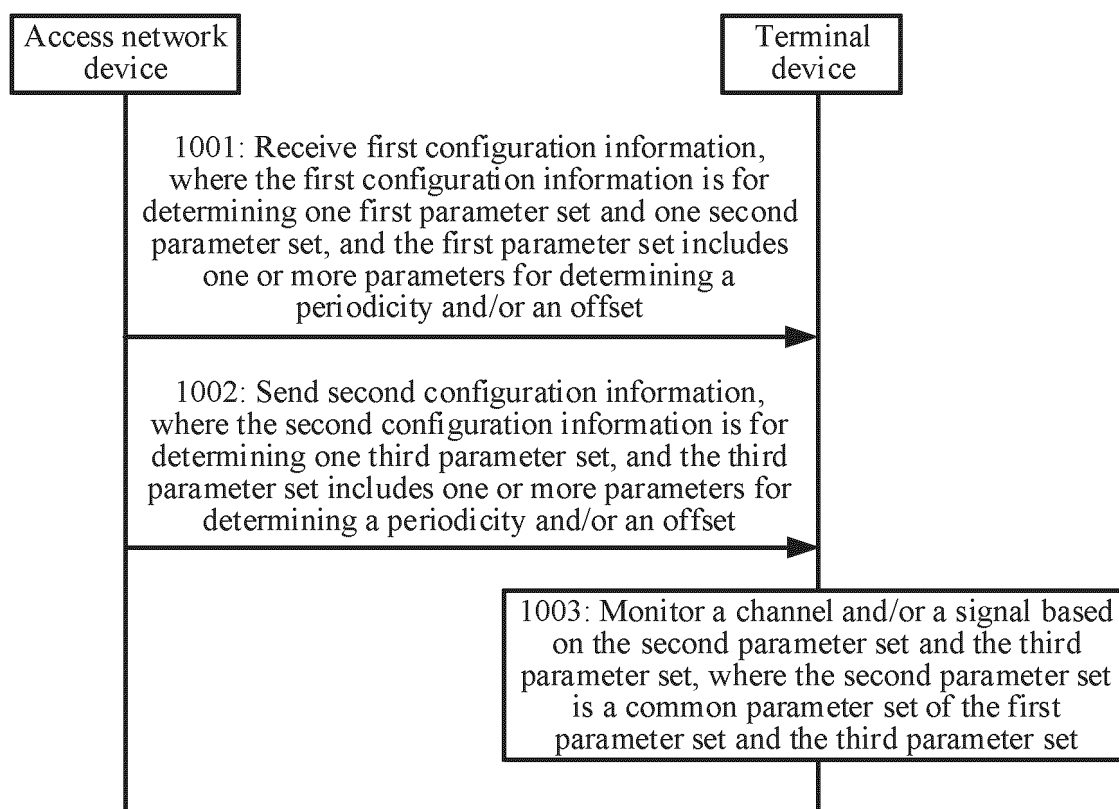 Access network
device
Terminal
device
1001: Receive first configuration information,
where the first configuration information is for
determining one first parameter set and one second
parameter set, and the first parameter set includes
one or more parameters for determining a
periodicity and/or an offset
1002: Send second configuration information,
where the second configuration information is for
determining one third parameter set, and the third
parameter set includes one or more parameters for
determining a periodicity and/or an offset
1003: Monitor a channel and/or a signal based
on the second parameter set and the third
parameter set, where the second parameter set
is a common parameter set of the first
parameter set and the third parameter set